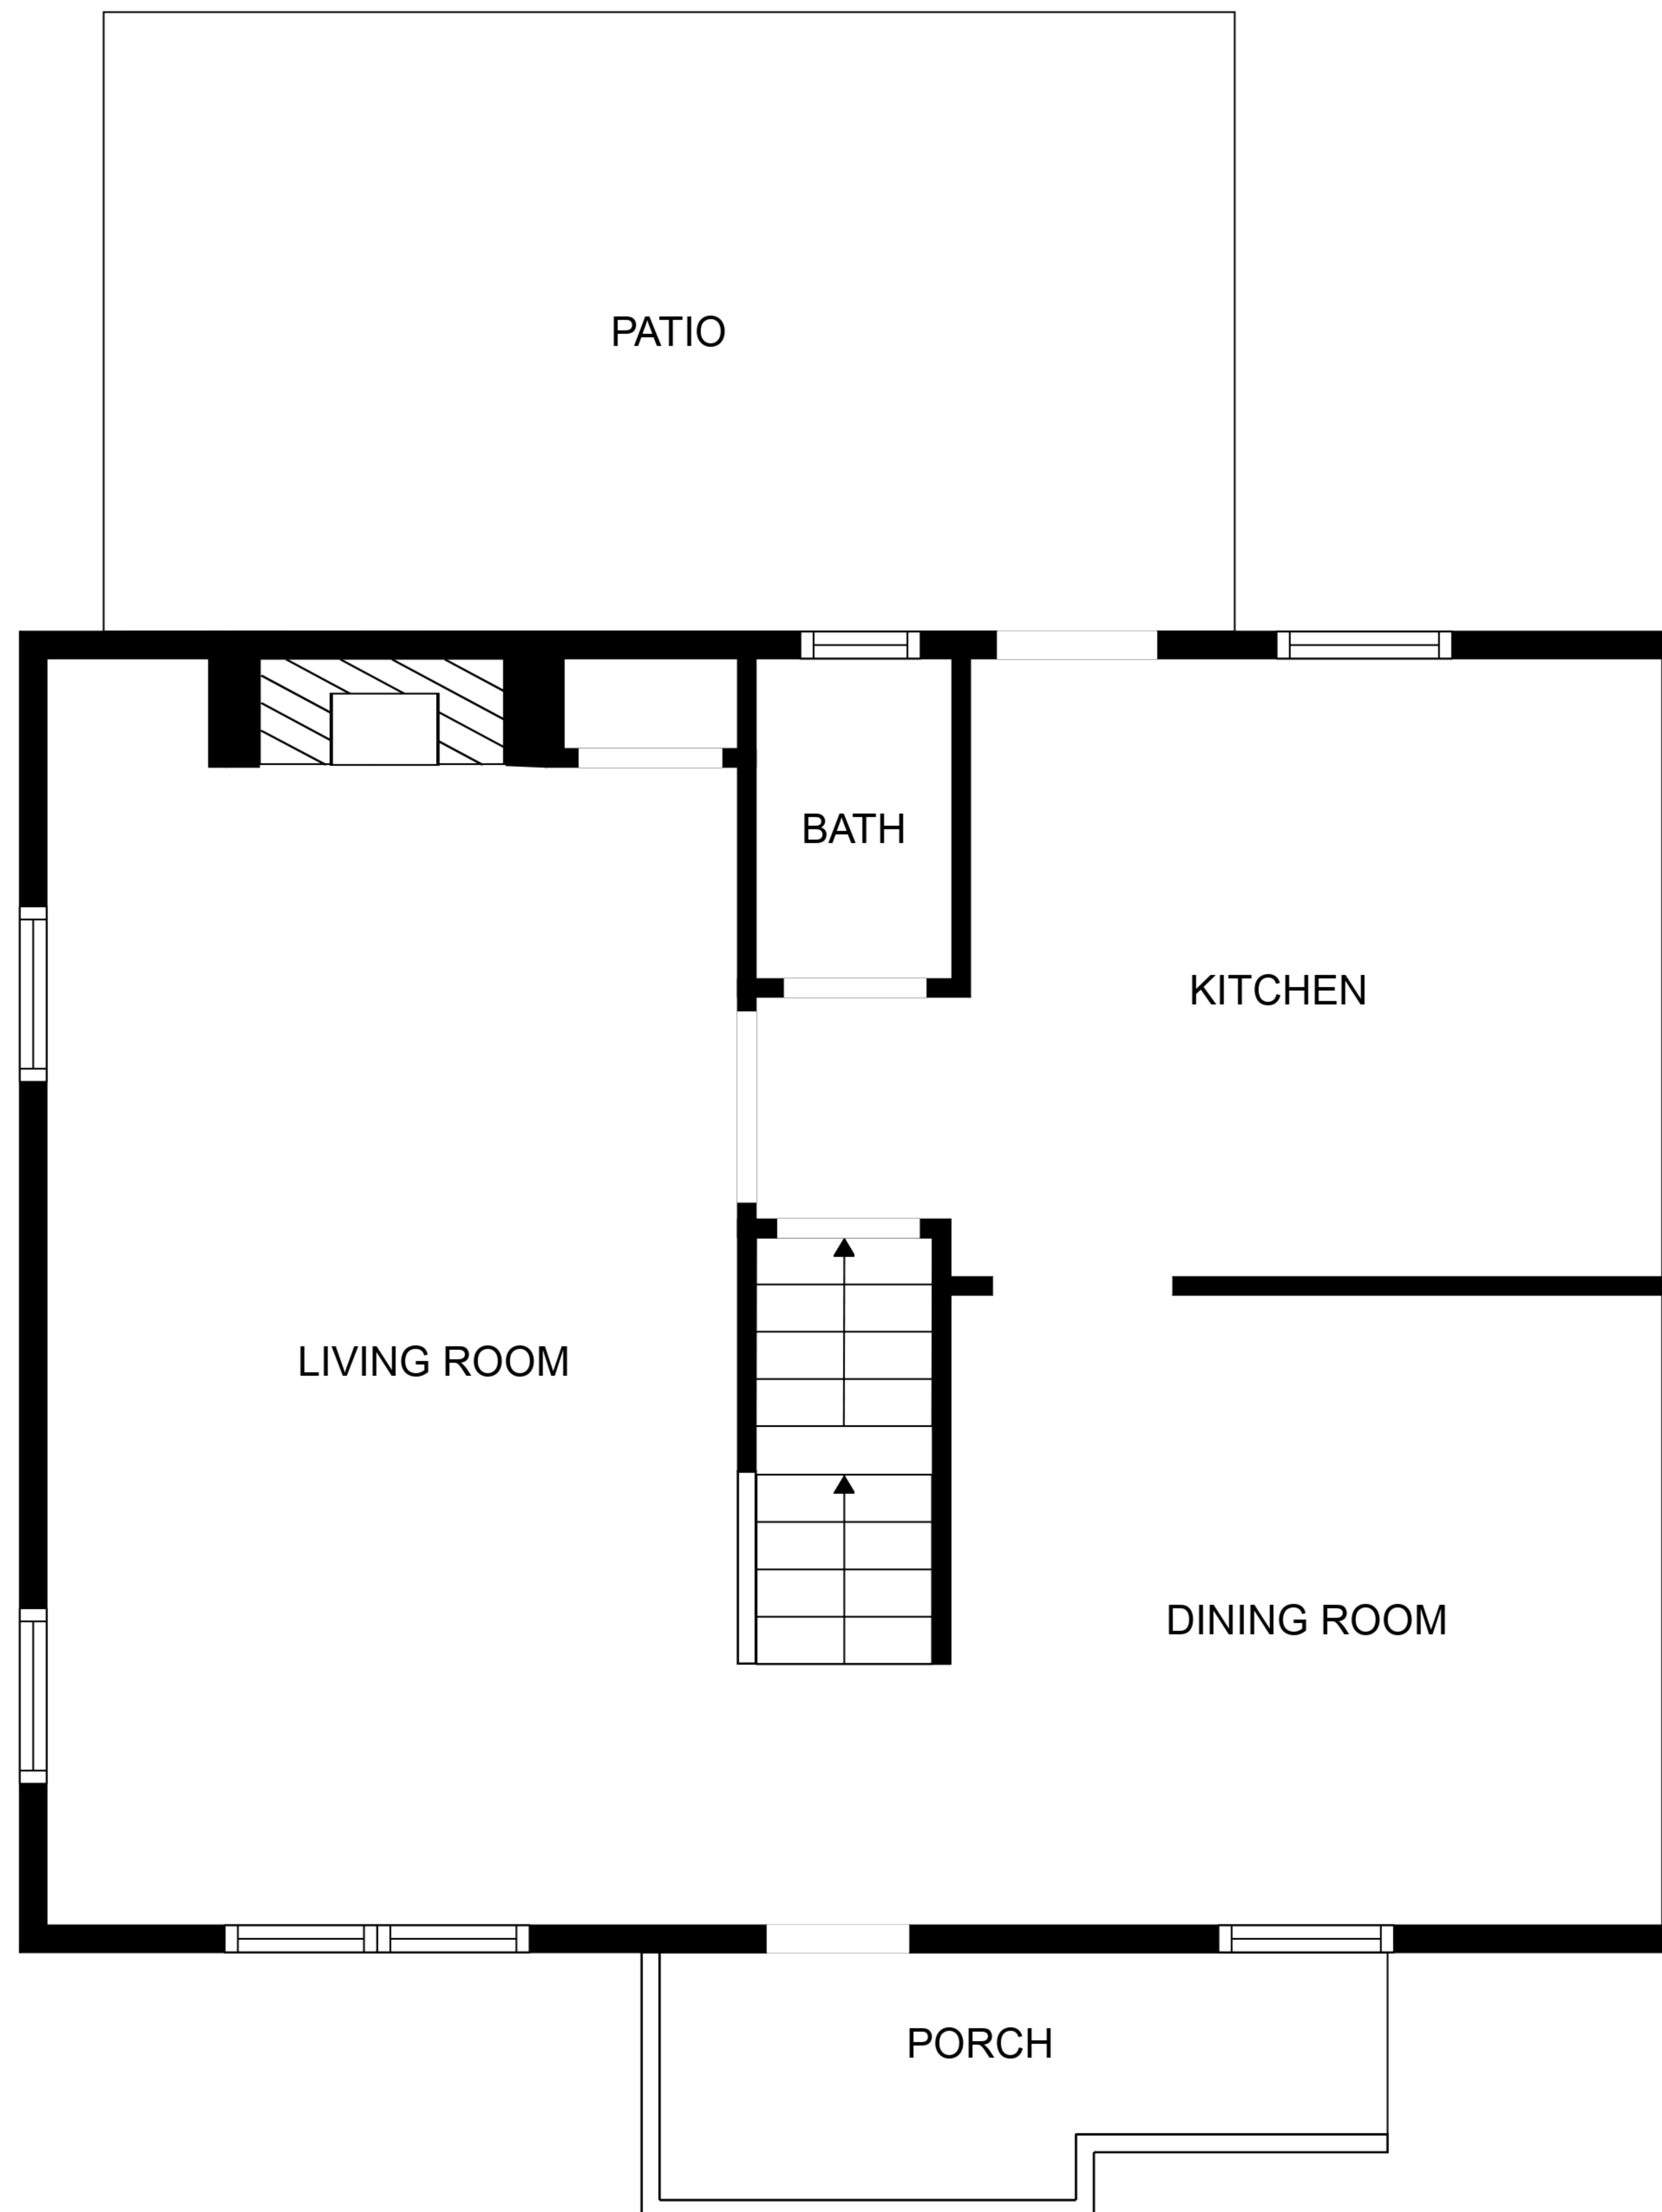 PATIO
BATH
KITCHEN
LIVING ROOM
DINING ROOM
PORCH